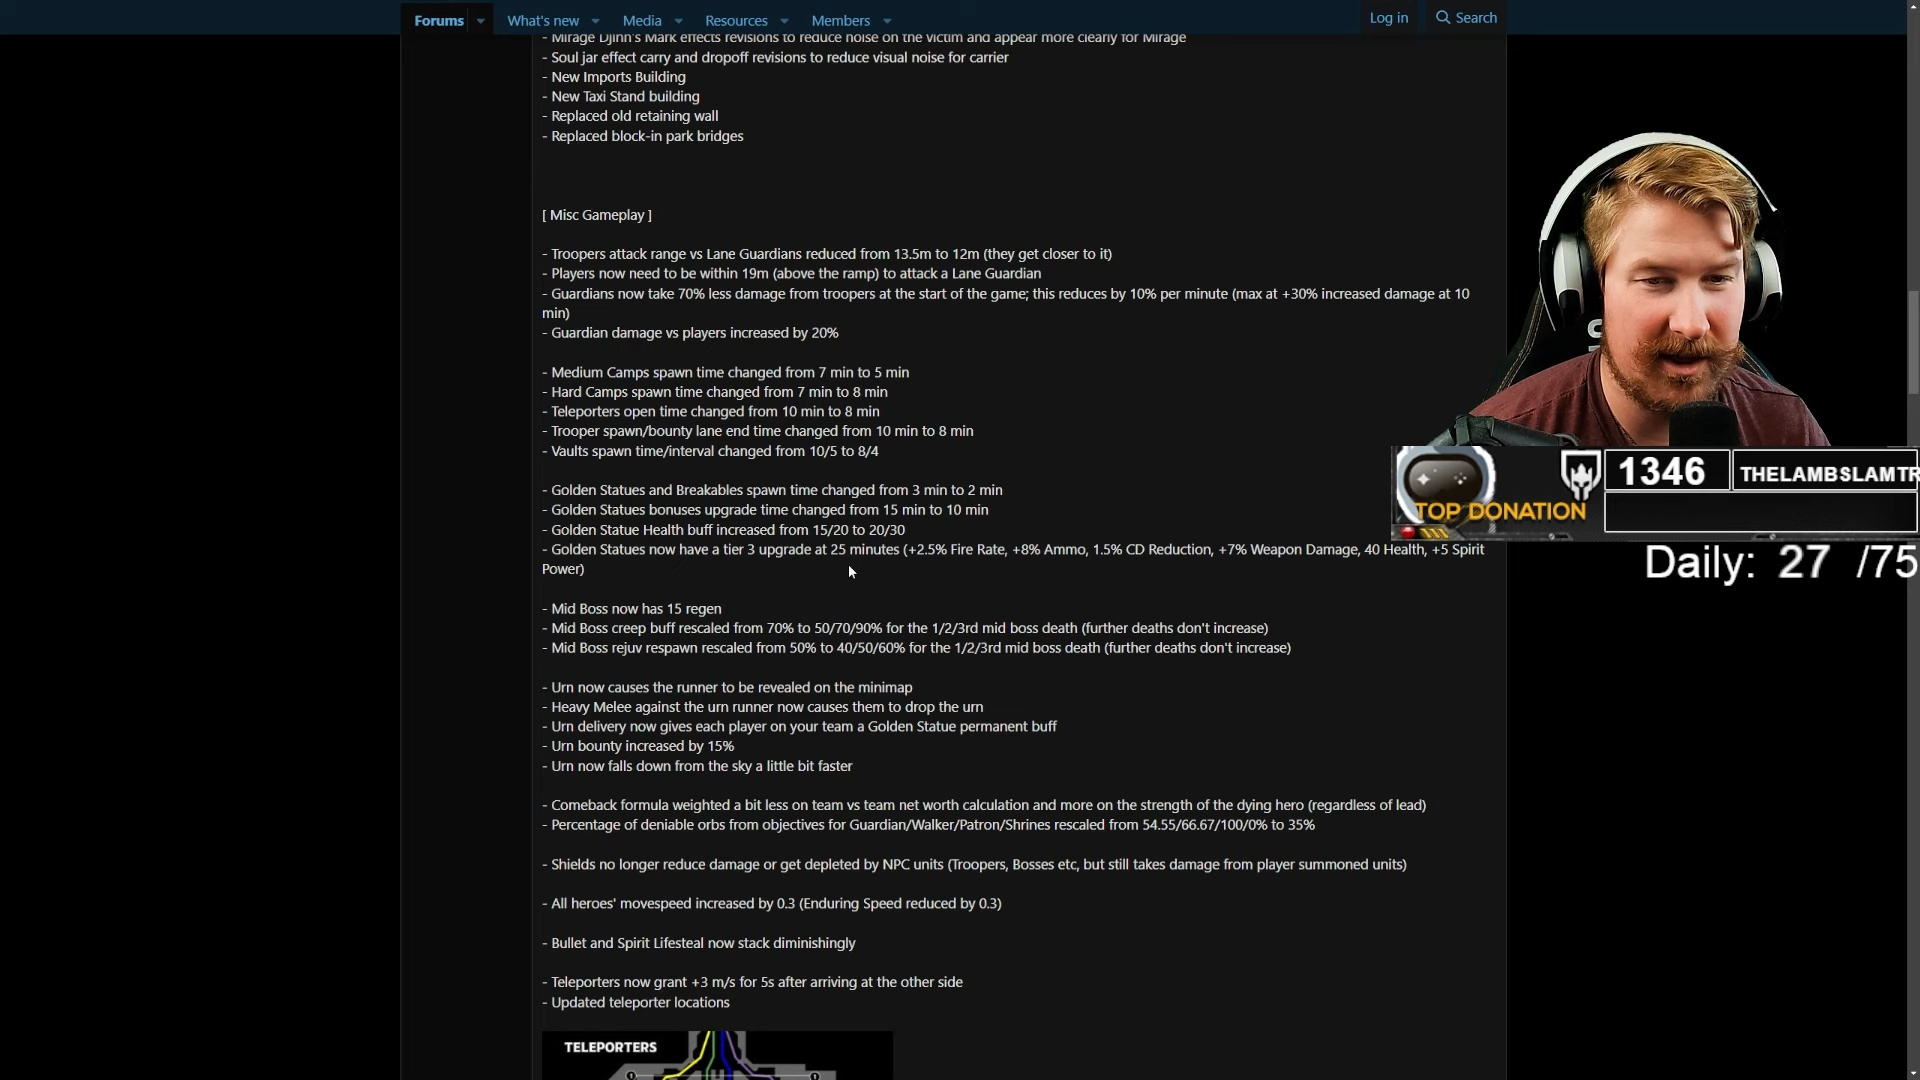 Forums What's new Media Resources Members Log in Search
- Mirage Djinn's Mark effects revisions to reduce noise on the victim and appear more clearly for Mirage
- Soul jar effect carry and dropoff revisions to reduce visual noise for carrier
- New Imports Building
- New Taxi Stand building
- Replaced old retaining wall
- Replaced block-in park bridges
[ Misc Gameplay ]
- Troopers attack range vs Lane Guardians reduced from 13.5m to 12m (they get closer to it)
- Players now need to be within 19m (above the ramp) to attack a Lane Guardian
- Guardians now take 70% less damage from troopers at the start of the game; this reduces by 10% per minute (max at +30% increased damage at 10
min)
- Guardian damage vs players increased by 20%
- Medium Camps spawn time changed from 7 min to 5 min
- Hard Camps spawn time changed from 7 min to 8 min
- Teleporters open time changed from 10 min to 8 min
- Trooper spawn/bounty lane end time changed from 10 min to 8 min
- Vaults spawn time/interval changed from 10/5 to 8/4
- Golden Statues and Breakables spawn time changed from 3 min to 2 min
- Golden Statues bonuses upgrade time changed from 15 min to 10 min
- Golden Statue Health buff increased from 15/20 to 20/30
- Golden Statues now have a tier 3 upgrade at 25 minutes (+2.5% Fire Rate, +8% Ammo, 1.5% CD Reduction, +7% Weapon Damage, 40 Health, +5 Spirit
Power)
- Mid Boss now has 15 regen
- Mid Boss creep buff rescaled from 70% to 50/70/90% for the 1/2/3rd mid boss death (further deaths don't increase)
- Mid Boss rejuv respawn rescaled from 50% to 40/50/60% for the 1/2/3rd mid boss death (further deaths don't increase)
- Urn now causes the runner to be revealed on the minimap
- Heavy Melee against the urn runner now causes them to drop the urn
- Urn delivery now gives each player on your team a Golden Statue permanent buff
- Urn bounty increased by 15%
- Urn now falls down from the sky a little bit faster
- Comeback formula weighted a bit less on team vs team net worth calculation and more on the strength of the dying hero (regardless of lead)
- Percentage of deniable orbs from objectives for Guardian/Walker/Patron/Shrines rescaled from 54.55/66.67/100/0% to 35%
- Shields no longer reduce damage or get depleted by NPC units (Troopers, Bosses etc, but still takes damage from player summoned units)
- All heroes' movespeed increased by 0.3 (Enduring Speed reduced by 0.3)
- Bullet and Spirit Lifesteal now stack diminishingly
- Teleporters now grant +3 m/s for 5s after arriving at the other side
- Updated teleporter locations
TELEPORTERS
1346 THELAMBSLAMTR
TOP DONATION
Daily: 27 /75